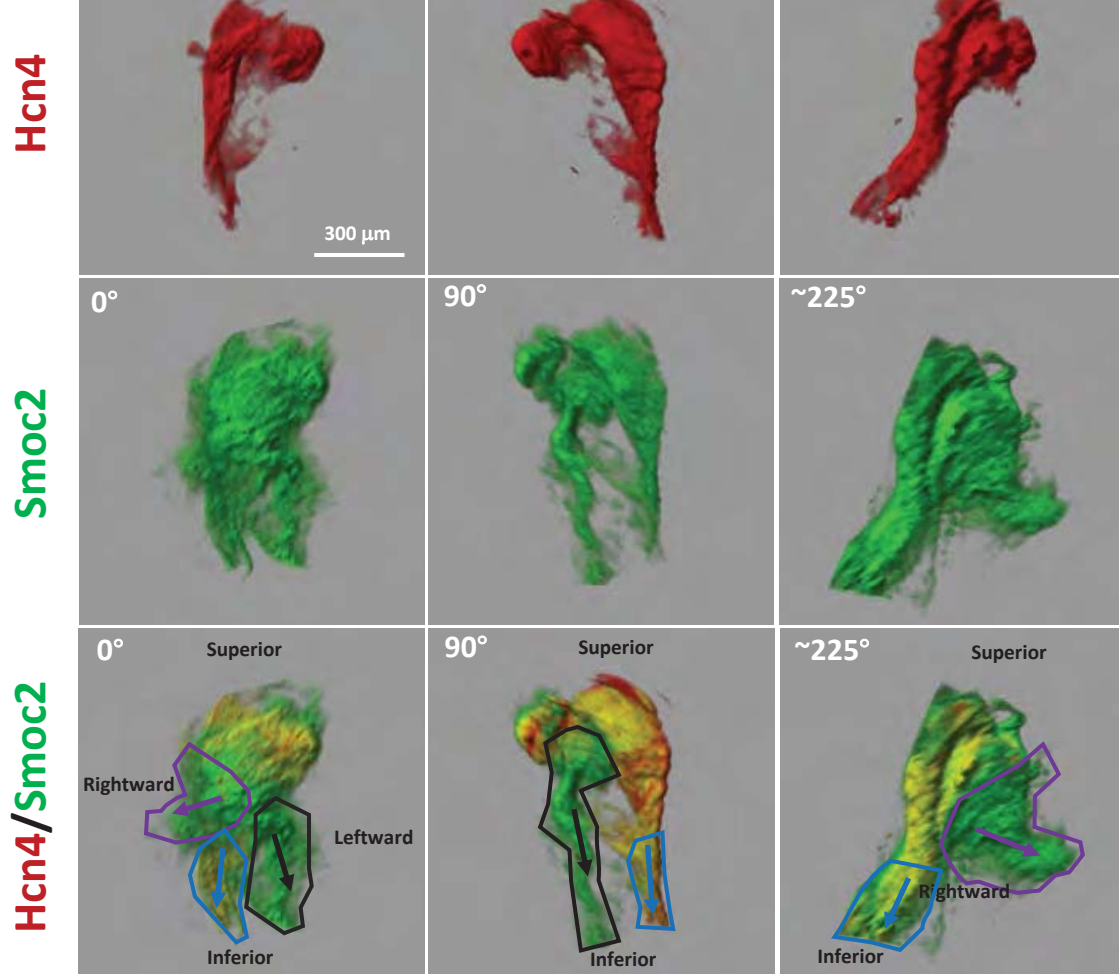 Hcn4
300 µm
Smoc2
0°
90°
~225°
Hcn4/Smoc2
0°
Superior
Rightward
Leftward
Inferior
90°
Superior
Inferior
~225°
Superior
Rightward
Inferior